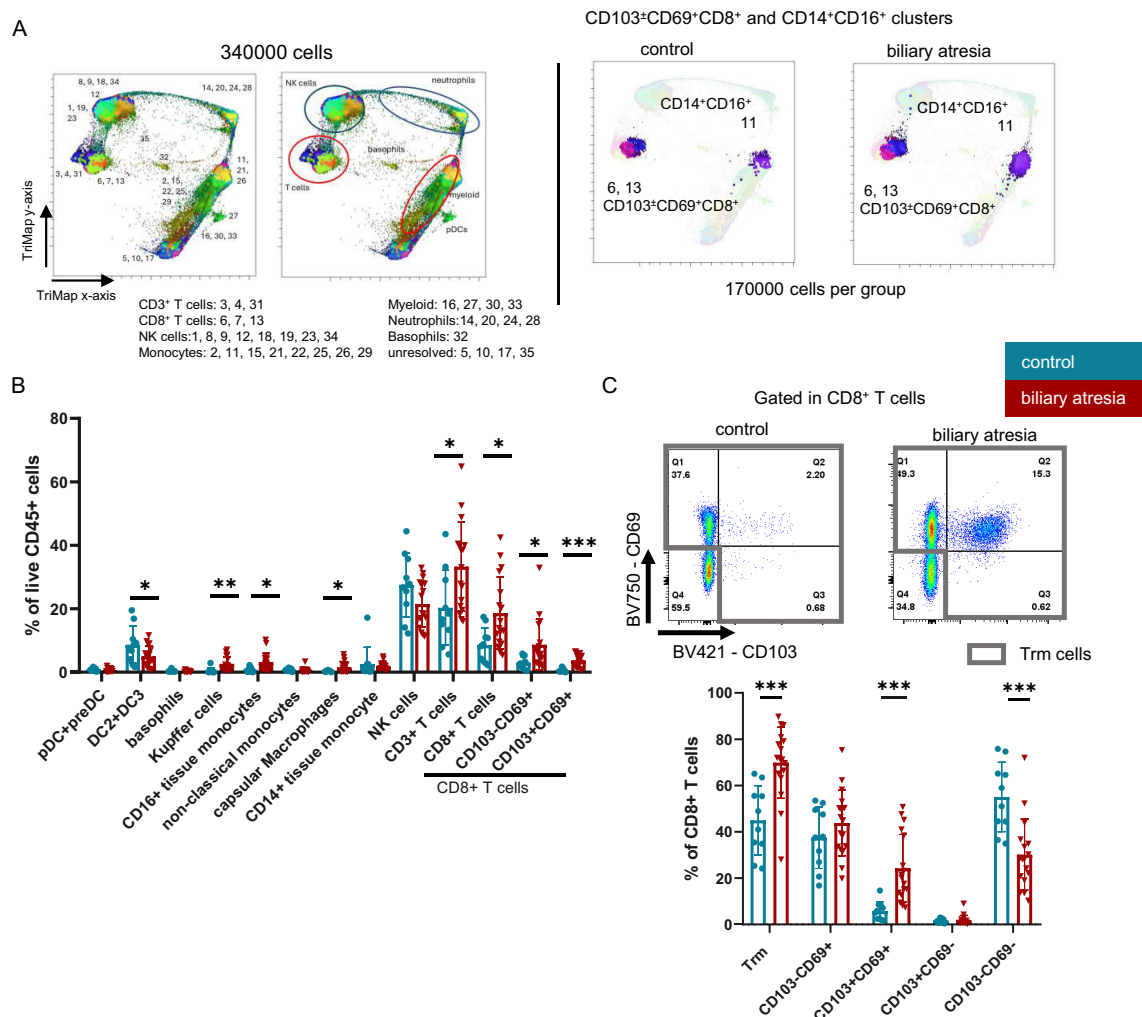 A
340000 cells
8, 9, 18, 34
12
14, 20, 24, 28
1, 19,
23
35
32
3, 4, 31
6, 7, 13
2, 15,
22, 25,
29
11,
21,
26
27
16, 30, 33
5, 10, 17
TriMap y-axis
TriMap x-axis
NK cells
neutrophils
basophils
T cells
myeloid
pDCs
CD3⁺ T cells: 3, 4, 31
CD8⁺ T cells: 6, 7, 13
NK cells:1, 8, 9, 12, 18, 19, 23, 34
Monocytes: 2, 11, 15, 21, 22, 25, 26, 29
Myeloid: 16, 27, 30, 33
Neutrophils:14, 20, 24, 28
Basophils: 32
unresolved: 5, 10, 17, 35
CD103±CD69⁺CD8⁺ and CD14⁺CD16⁺ clusters
control
CD14⁺CD16⁺
11
6, 13
CD103±CD69⁺CD8⁺
biliary atresia
CD14⁺CD16⁺
11
6, 13
CD103±CD69⁺CD8⁺
170000 cells per group
control
biliary atresia
B
% of live CD45+ cells
80
60
40
20
0
*
**
*
*
*
*
*
***
pDC+preDC
DC2+DC3
basophils
Kupffer cells
CD16+ tissue monocytes
non-classical monocytes
capsular Macrophages
CD14+ tissue monocyte
NK cells
CD3+ T cells
CD8+ T cells
CD103-CD69+
CD103+CD69+
CD8+ T cells
C
Gated in CD8⁺ T cells
control
Q1
37.6
Q2
2.20
Q4
59.5
Q3
0.68
biliary atresia
Q1
49.3
Q2
15.3
Q4
34.8
Q3
0.62
BV750 - CD69
BV421 - CD103
Trm cells
% of CD8+ T cells
100
80
60
40
20
0
***
***
***
Trm
CD103-CD69+
CD103+CD69+
CD103+CD69-
CD103-CD69-